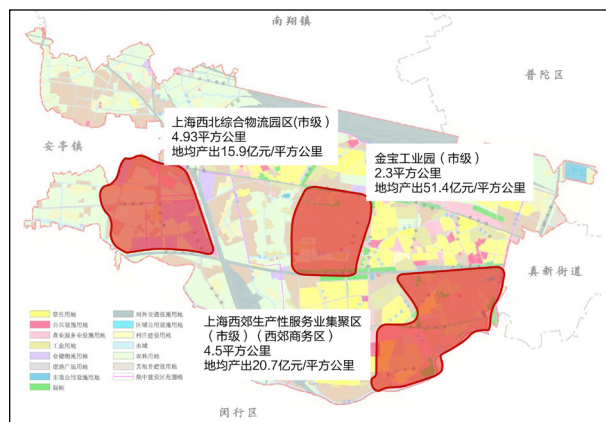 南翔镇
普陀区
上海西北综合物流园区(市级)
4.93平方公里
地均产出15.9亿元/平方公里
安亭镇
金宝工业园（市级）
2.3平方公里
地均产出51.4亿元/平方公里
真新街道
上海西郊生产性服务业集聚区
（市级）（西郊商务区）
4.5平方公里
地均产出20.7亿元/平方公里
居住用地
公共设施用地
商业服务业设施用地
工业用地
仓储物流用地
道路广场用地
市政公用设施用地
绿地
对外交通设施用地
区域公用设施用地
村庄建设用地
水域
农林用地
其他非建设用地
集中建设区范围线
闵行区